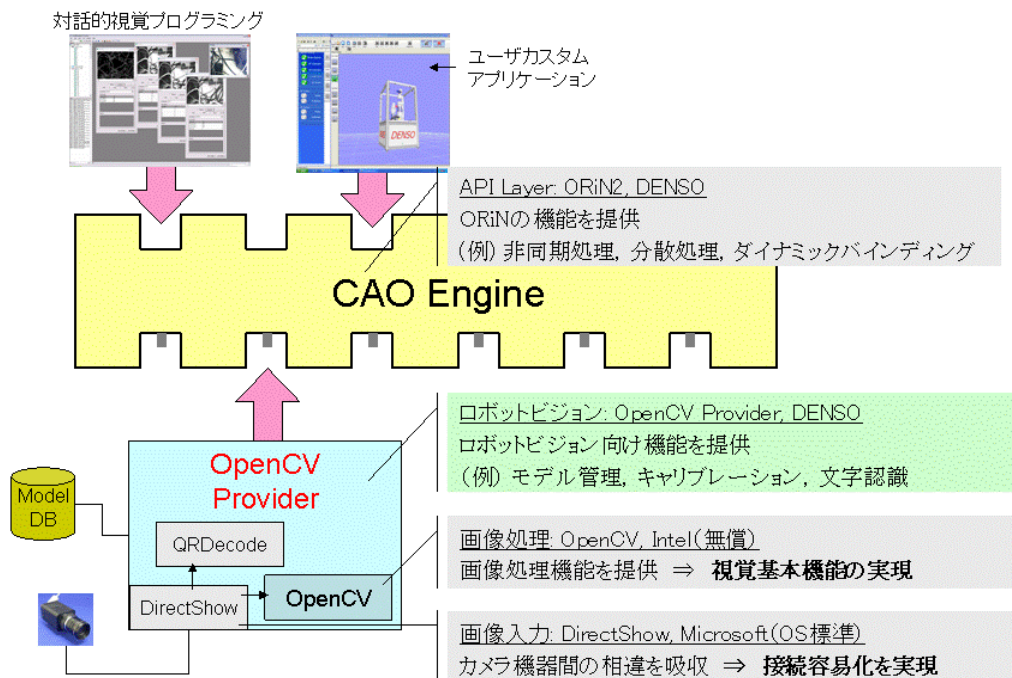 対話的視覚プログラミング
ユーザカスタム
アプリケーション
DENSO
API Layer: ORiN2, DENSO
ORiNの機能を提供
(例) 非同期処理, 分散処理, ダイナミックバインディング
CAO Engine
ロボットビジョン: OpenCV Provider, DENSO
ロボットビジョン向け機能を提供
(例) モデル管理, キャリブレーション, 文字認識
OpenCV
Provider
Model
DB
QRDecode
画像処理: OpenCV, Intel(無償)
画像処理機能を提供 ⇒ 視覚基本機能の実現
DirectShow
OpenCV
画像入力: DirectShow, Microsoft(OS標準)
カメラ機器間の相違を吸収 ⇒ 接続容易化を実現